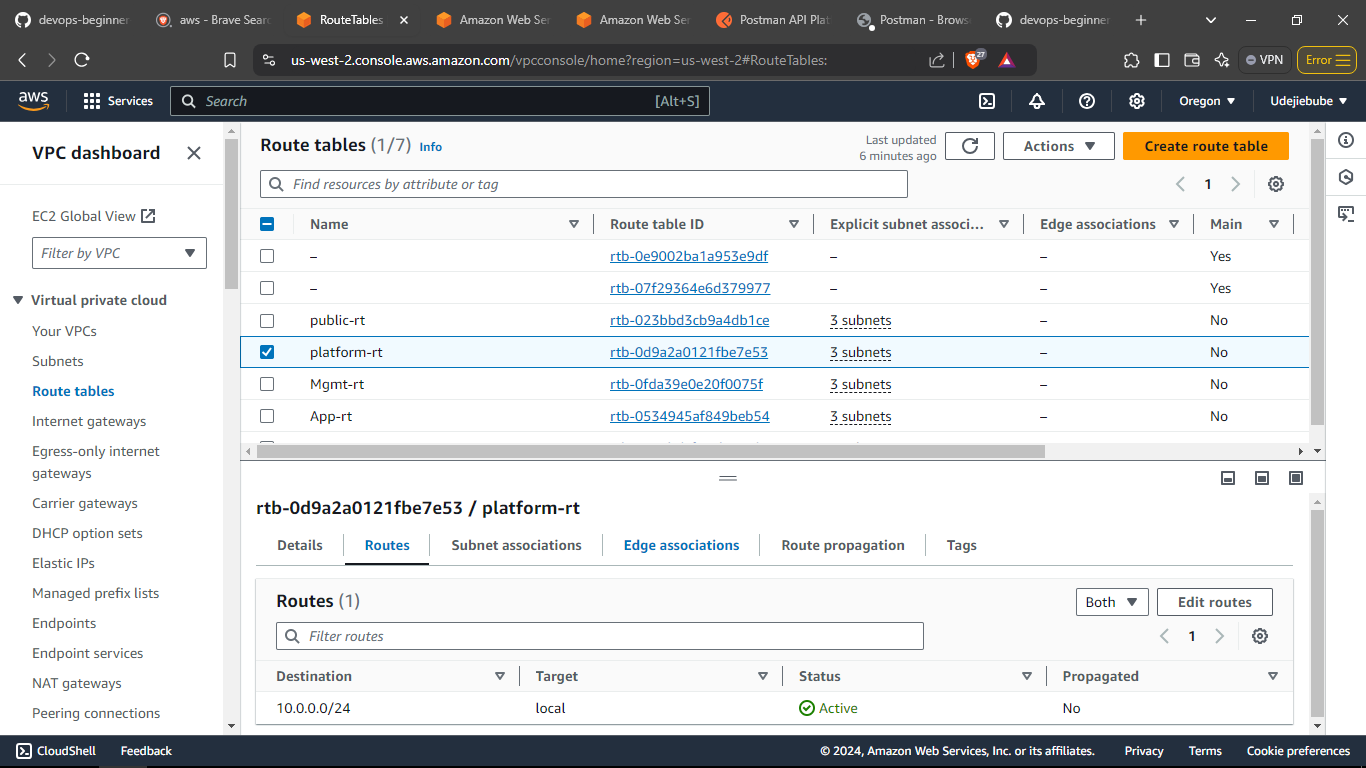 devops-beginner
aws - Brave Sear
RouteTables
Amazon Web Se
Amazon Web Se
Postman API Plat
Postman - Brows
devops-beginner
us-west-2.console.aws.amazon.com/vpcconsole/home?region=us-west-2#RouteTables:
27
VPN
Error
aws
Services
Search
[Alt+S]
Oregon
Udejiebube
VPC dashboard
EC2 Global View
Filter by VPC
Virtual private cloud
Your VPCs
Subnets
Route tables
Internet gateways
Egress-only internet
gateways
Carrier gateways
DHCP option sets
Elastic IPs
Managed prefix lists
Endpoints
Endpoint services
NAT gateways
Peering connections
Route tables (1/7) Info
Last updated
6 minutes ago
Actions
Create route table
Find resources by attribute or tag
1
Name Route table ID Explicit subnet associ... Edge associations Main
– rtb-0e9002ba1a953e9df – – Yes
– rtb-07f29364e6d379977 – – Yes
public-rt rtb-023bbd3cb9a4db1ce 3 subnets – No
platform-rt rtb-0d9a2a0121fbe7e53 3 subnets – No
Mgmt-rt rtb-0fda39e0e20f0075f 3 subnets – No
App-rt rtb-0534945af849beb54 3 subnets – No
rtb-0d9a2a0121fbe7e53 / platform-rt
Details Routes Subnet associations Edge associations Route propagation Tags
Routes (1)
Both
Edit routes
Filter routes
1
Destination Target Status Propagated
10.0.0.0/24 local Active No
CloudShell Feedback © 2024, Amazon Web Services, Inc. or its affiliates. Privacy Terms Cookie preferences